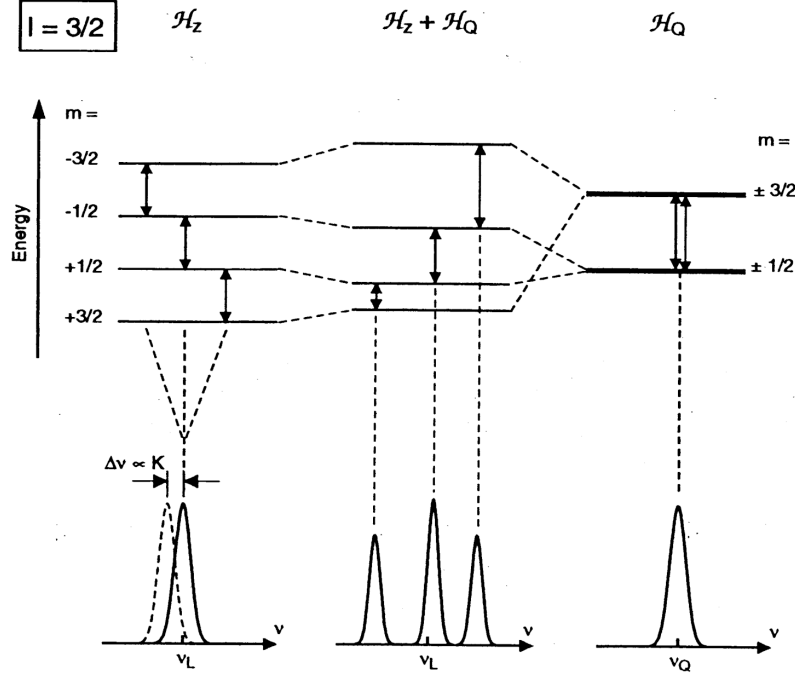 I = 3/2
ℋz
ℋz + ℋQ
ℋQ
Energy
m =
-3/2
-1/2
+1/2
+3/2
m =
± 3/2
± 1/2
Δν ∝ K
ν
νL
ν
νL
ν
νQ